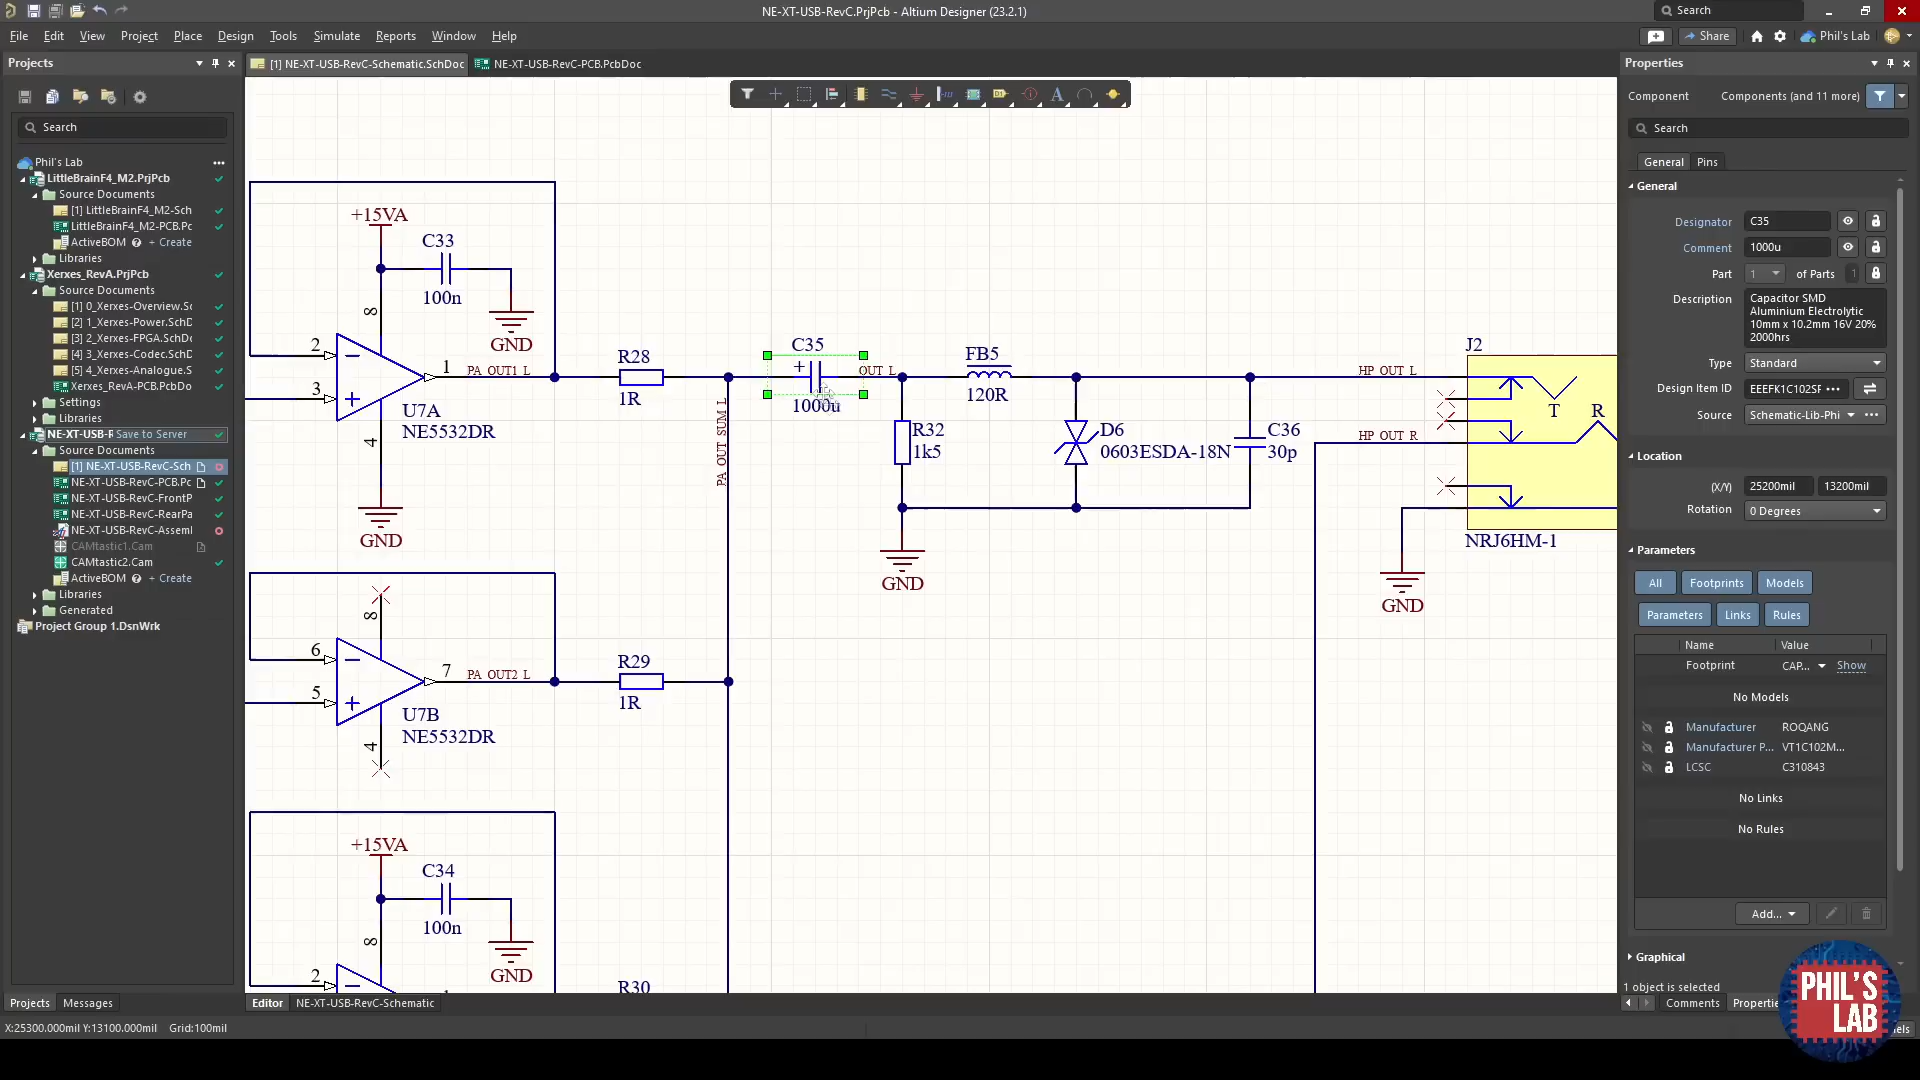 NE-XT-USB-RevC.PrjPcb - Altium Designer (23.2.1)
Search
File Edit View Project Place Design Tools Simulate Reports Window Help
Share
Phil's Lab
Projects
[1] NE-XT-USB-RevC-Schematic.SchDoc
NE-XT-USB-RevC-PCB.PcbDoc
Search
Phil's Lab
LittleBrainF4_M2.PrjPcb
Source Documents
[1] LittleBrainF4_M2-Sch
LittleBrainF4_M2-PCB.Pc
ActiveBOM + Create
Libraries
Xerxes_RevA.PrjPcb
Source Documents
[1] 0_Xerxes-Overview.Sc
[2] 1_Xerxes-Power.SchD
[3] 2_Xerxes-FPGA.SchDc
[4] 3_Xerxes-Codec.SchD
[5] 4_Xerxes-Analogue.S
Xerxes_RevA-PCB.PcbDo
Settings
Libraries
NE-XT-USB-R Save to Server
Source Documents
[1] NE-XT-USB-RevC-Sch
NE-XT-USB-RevC-PCB.Pc
NE-XT-USB-RevC-FrontP
NE-XT-USB-RevC-RearPa
NE-XT-USB-RevC-Assembl
CAMtastic1.Cam
CAMtastic2.Cam
ActiveBOM + Create
Libraries
Generated
Project Group 1.DsnWrk
Projects Messages
+15VA
C33
100n
GND
8
2
3
1
4
PA_OUT1_L
U7A
NE5532DR
GND
R28
1R
C35
+
1000u
OUT_L
PA_OUT_SUM_L
FB5
120R
R32
1k5
D6
0603ESDA-18N
C36
30p
GND
HP_OUT_L
HP_OUT_R
J2
T
R
NRJ6HM-1
GND
8
6
5
7
4
PA_OUT2_L
U7B
NE5532DR
R29
1R
+15VA
C34
100n
GND
8
2
R30
Editor NE-XT-USB-RevC-Schematic
X:25300.000mil Y:13100.000mil Grid:100mil
Properties
Component Components (and 11 more)
Search
General Pins
General
Designator C35
Comment 1000u
Part 1 of Parts 1
Description Capacitor SMD
Aluminium Electrolytic
10mm x 10.2mm 16V 20%
2000hrs
Type Standard
Design Item ID EEEFK1C102SF
Source Schematic-Lib-Phi
Location
(X/Y) 25200mil 13200mil
Rotation 0 Degrees
Parameters
All Footprints Models
Parameters Links Rules
Name Value
Footprint CAP... Show
No Models
Manufacturer ROQANG
Manufacturer P... VT1C102M...
LCSC C310843
No Links
No Rules
Add...
Graphical
1 object is selected
Comments
PHIL'S
LAB